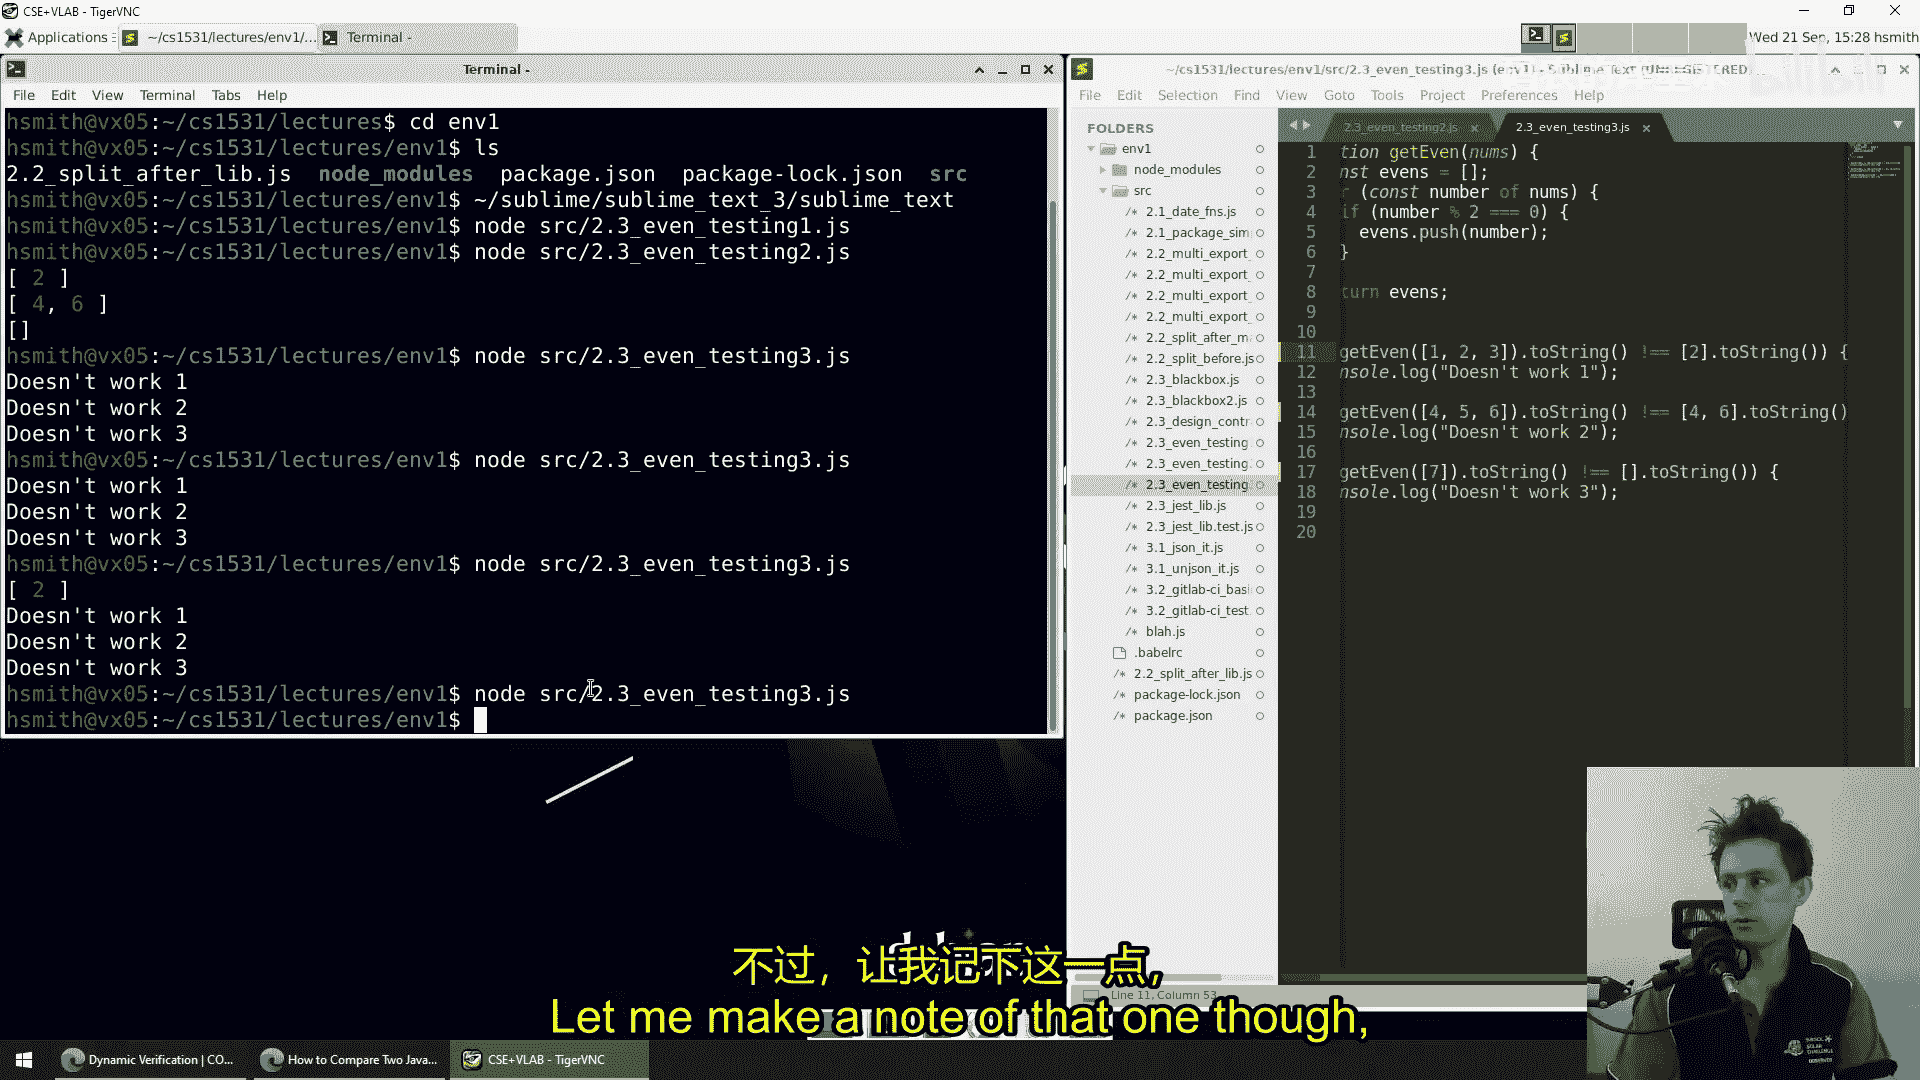 CSE+VLAB - TigerVNC
Applications
~/cs1531/lectures/env1/...
Terminal -
Wed 21 Sep, 15:28 hsmith
Terminal -
File Edit View Terminal Tabs Help
hsmith@vx05:~/cs1531/lectures$ cd env1
hsmith@vx05:~/cs1531/lectures/env1$ ls
2.2_split_after_lib.js node_modules package.json package-lock.json src
hsmith@vx05:~/cs1531/lectures/env1$ ~/sublime/sublime_text_3/sublime_text
hsmith@vx05:~/cs1531/lectures/env1$ node src/2.3_even_testing1.js
hsmith@vx05:~/cs1531/lectures/env1$ node src/2.3_even_testing2.js
[ 2 ]
[ 4, 6 ]
[]
hsmith@vx05:~/cs1531/lectures/env1$ node src/2.3_even_testing3.js
Doesn't work 1
Doesn't work 2
Doesn't work 3
hsmith@vx05:~/cs1531/lectures/env1$ node src/2.3_even_testing3.js
Doesn't work 1
Doesn't work 2
Doesn't work 3
hsmith@vx05:~/cs1531/lectures/env1$ node src/2.3_even_testing3.js
[ 2 ]
Doesn't work 1
Doesn't work 2
Doesn't work 3
hsmith@vx05:~/cs1531/lectures/env1$ node src/2.3_even_testing3.js
hsmith@vx05:~/cs1531/lectures/env1$
~/cs1531/lectures/env1/src/2.3_even_testing3.js (env1) - Sublime Text (UNREGISTERED)
File Edit Selection Find View Goto Tools Project Preferences Help
FOLDERS
env1
node_modules
src
/* 2.1_date_fns.js
/* 2.1_package_sim
/* 2.2_multi_export_
/* 2.2_multi_export_
/* 2.2_multi_export_
/* 2.2_multi_export_
/* 2.2_split_after_m
/* 2.2_split_before.js
/* 2.3_blackbox.js
/* 2.3_blackbox2.js
/* 2.3_design_contr
/* 2.3_even_testing
/* 2.3_even_testing
/* 2.3_even_testing
/* 2.3_jest_lib.js
/* 2.3_jest_lib.test.js
/* 3.1_json_it.js
/* 3.1_unjson_it.js
/* 3.2_gitlab-ci_basi
/* 3.2_gitlab-ci_test.
/* blah.js
.babelrc
/* 2.2_split_after_lib.js
/* package-lock.json
/* package.json
2.3_even_testing2.js
2.3_even_testing3.js
1 tion getEven(nums) {
2 nst evens = [];
3 r (const number of nums) {
4 if (number % 2 === 0) {
5 evens.push(number);
6 }
7
8 turn evens;
9
10
11 getEven([1, 2, 3]).toString() !== [2].toString()) {
12 nsole.log("Doesn't work 1");
13
14 getEven([4, 5, 6]).toString() !== [4, 6].toString()
15 nsole.log("Doesn't work 2");
16
17 getEven([7]).toString() !== [].toString()) {
18 nsole.log("Doesn't work 3");
19
20
Line 11, Column 53
不过，让我记下这一点，
Let me make a note of that one though,
Dynamic Verification | CO...
How to Compare Two Java...
CSE+VLAB - TigerVNC